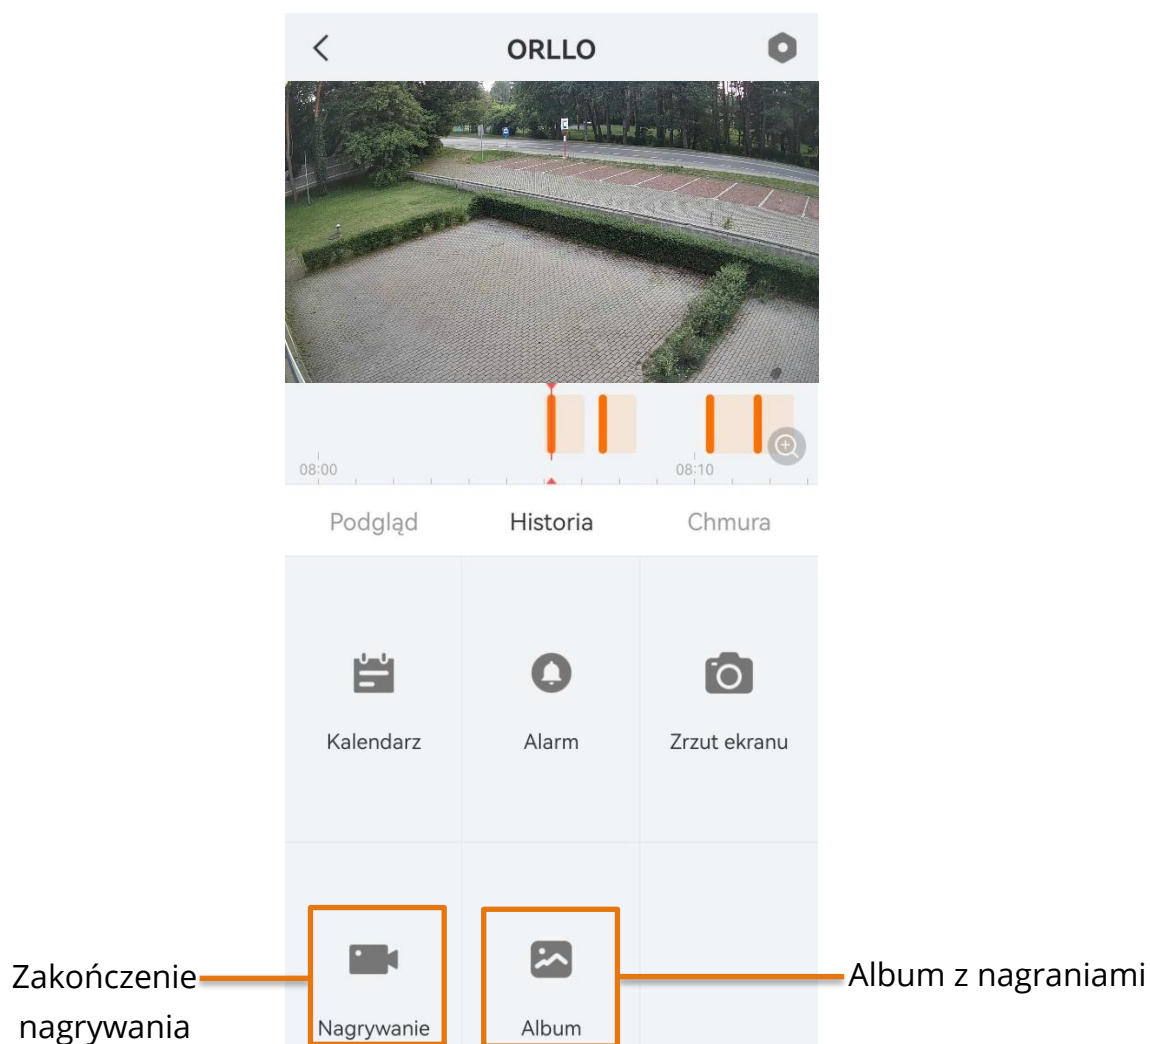 ORLLO
08:00
08:10
Podgląd
Historia
Chmura
Kalendarz
Alarm
Zrzut ekranu
Zakończenie
nagrywania
Nagrywanie
Album
Album z nagraniami